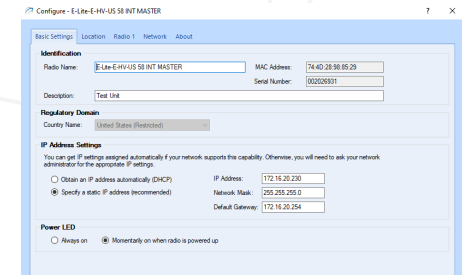 Configure - E-Lite-E-HV-US 58 INT MASTER ? ×
Basic Settings Location Radio 1 Network About
Identification
Radio Name: E-Lite-E-HV-US 58 INT MASTER MAC Address: 74:4D:28:98:85:29
Serial Number: 002026931
Description: Test Unit
Regulatory Domain
Country Name: United States (Restricted)
IP Address Settings
You can get IP settings assigned automatically if your network supports this capability. Otherwise, you will need to ask your network
administrator for the appropriate IP settings.
Obtain an IP address automatically (DHCP) IP Address: 172.16.20.230
Specify a static IP address (recommended) Network Mask: 255.255.255.0
Default Gateway: 172.16.20.254
Power LED
Always on Momentarily on when radio is powered up